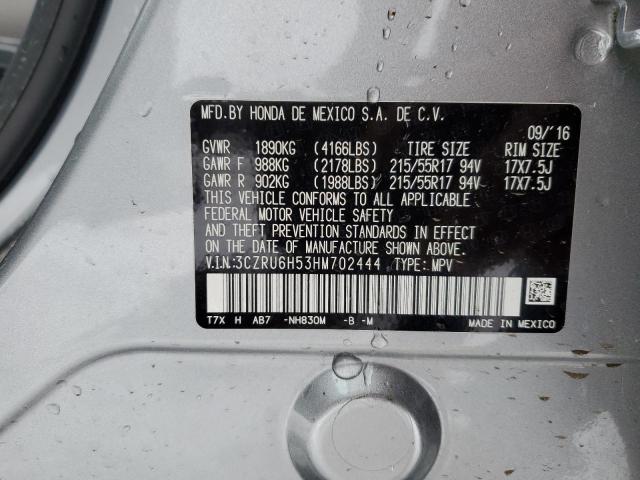 MFD.BY HONDA DE MEXICO S.A. DE C.V.
09/'16
GVWR 1890KG (4166LBS) TIRE SIZE RIM SIZE
GAWR F 988KG (2178LBS) 215/55R17 94V 17X7.5J
GAWR R 902KG (1988LBS) 215/55R17 94V 17X7.5J
THIS VEHICLE CONFORMS TO ALL APPLICABLE
FEDERAL MOTOR VEHICLE SAFETY
AND THEFT PREVENTION STANDARDS IN EFFECT
ON THE DATE OF MANUFACTURE SHOWN ABOVE.
V.I.N:3CZRU6H53HM702444 TYPE: MPV
T7X H AB7 -NH830M -B -M
MADE IN MEXICO